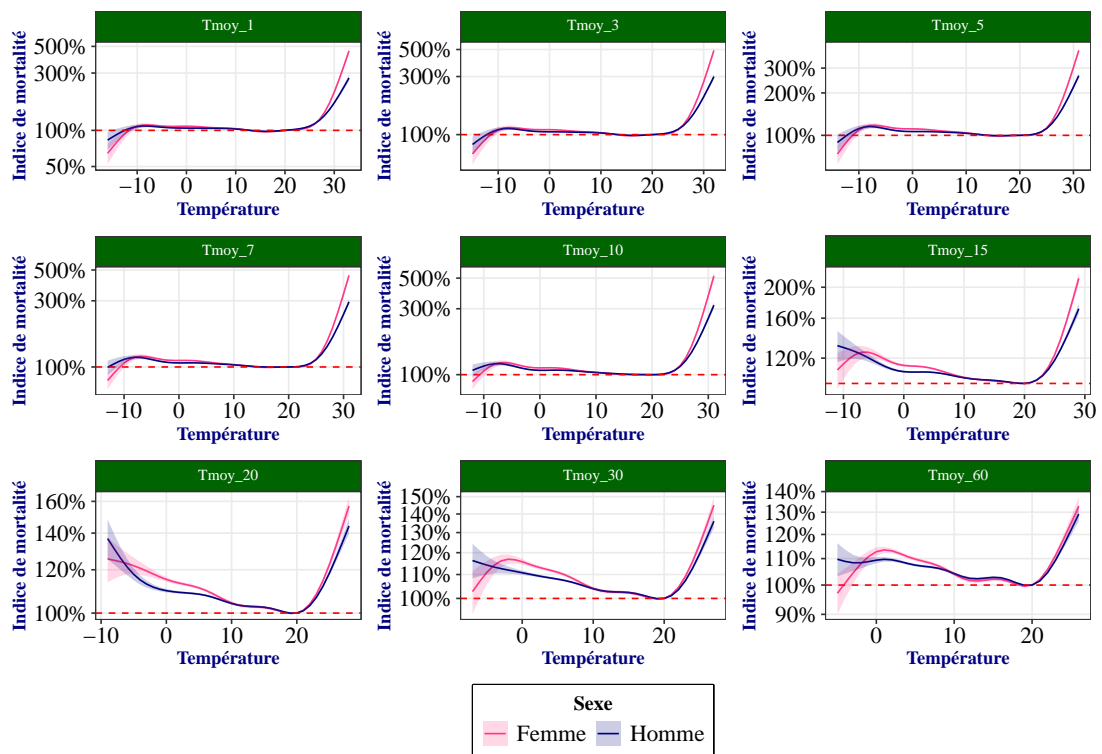 Tmoy_1
Indice de mortalité
500%
300%
100%
50%
−10 0 10 20 30
Température
Tmoy_3
Indice de mortalité
500%
300%
100%
−10 0 10 20 30
Température
Tmoy_5
Indice de mortalité
300%
200%
100%
−10 0 10 20 30
Température
Tmoy_7
Indice de mortalité
500%
300%
100%
−10 0 10 20 30
Température
Tmoy_10
Indice de mortalité
500%
300%
100%
−10 0 10 20 30
Température
Tmoy_15
Indice de mortalité
200%
160%
120%
−10 0 10 20 30
Température
Tmoy_20
Indice de mortalité
160%
140%
120%
100%
−10 0 10 20
Température
Tmoy_30
Indice de mortalité
150%
140%
130%
120%
110%
100%
0 10 20
Température
Tmoy_60
Indice de mortalité
140%
130%
120%
110%
100%
90%
0 10 20
Température
Sexe
Femme Homme